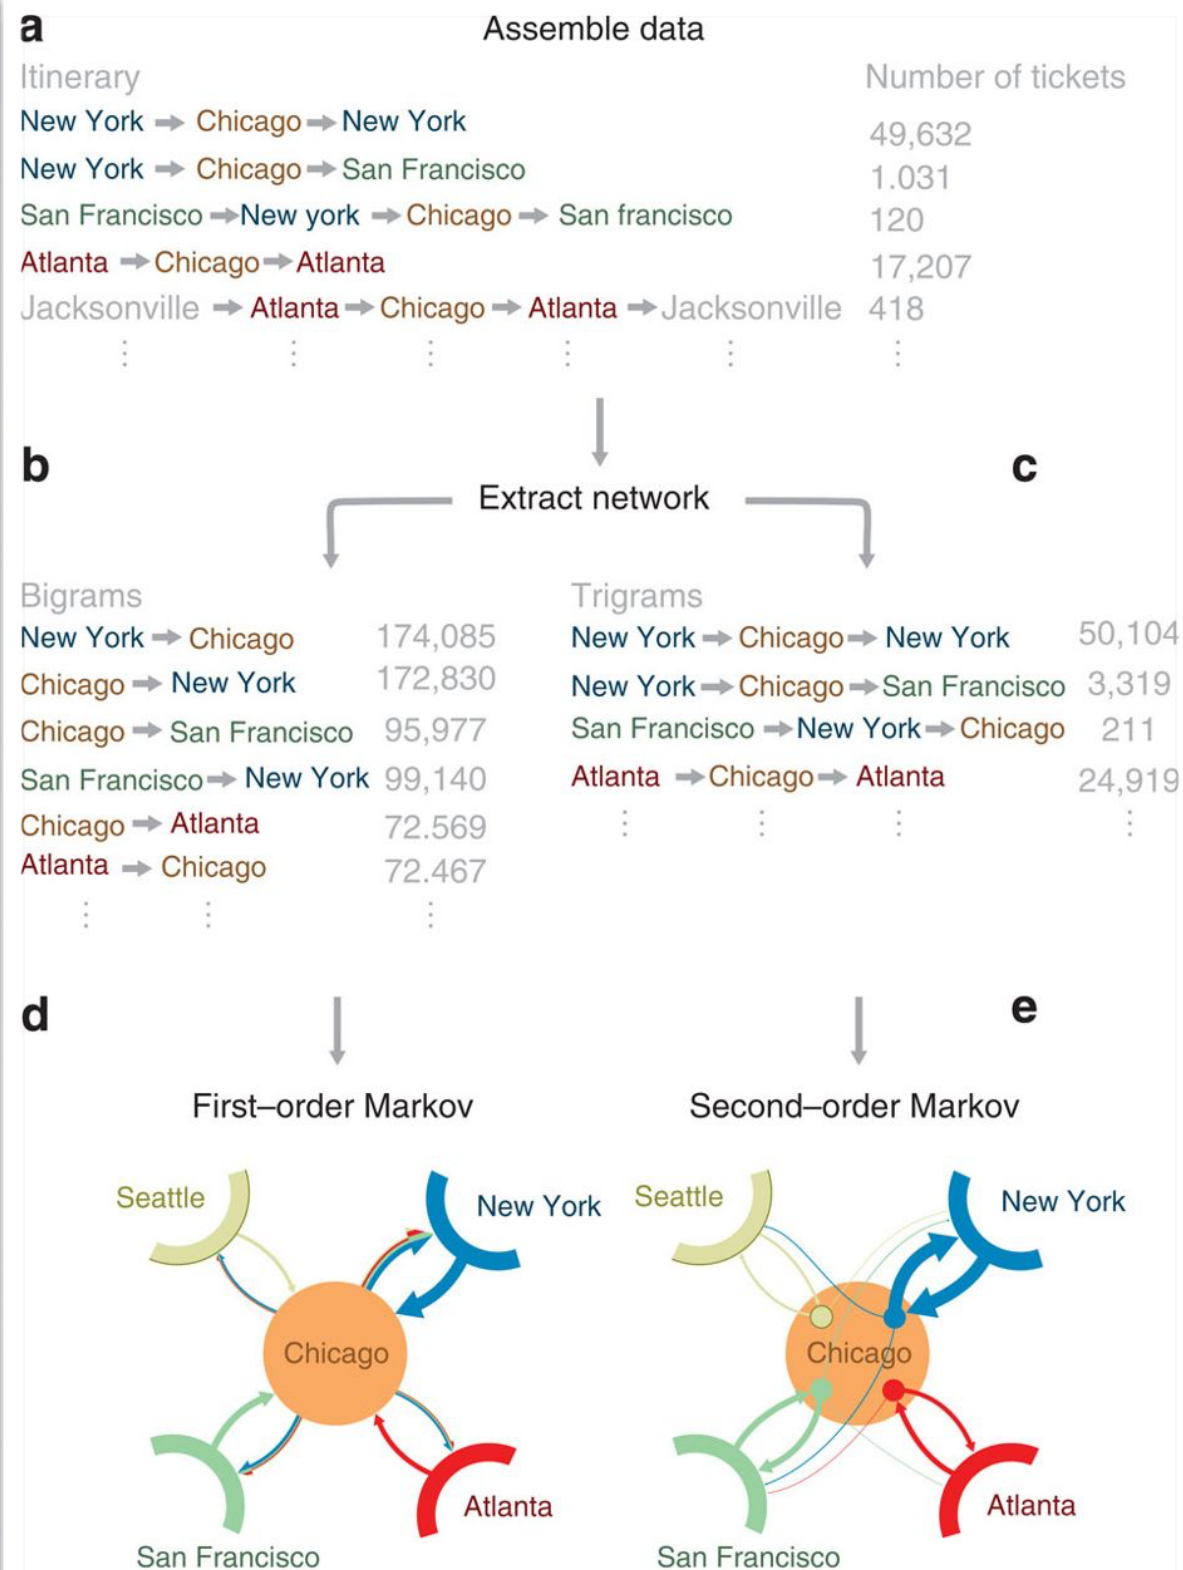 a
Assemble data
Itinerary Number of tickets
New York → Chicago → New York 49,632
New York → Chicago → San Francisco 1.031
San Francisco → New york → Chicago → San francisco 120
Atlanta → Chicago → Atlanta 17,207
Jacksonville → Atlanta → Chicago → Atlanta → Jacksonville 418
b
c
Extract network
Bigrams
New York → Chicago 174,085
Chicago → New York 172,830
Chicago → San Francisco 95,977
San Francisco → New York 99,140
Chicago → Atlanta 72.569
Atlanta → Chicago 72.467
Trigrams
New York → Chicago → New York 50,104
New York → Chicago → San Francisco 3,319
San Francisco → New York → Chicago 211
Atlanta → Chicago → Atlanta 24,919
d
First–order Markov
Seattle
New York
Chicago
Atlanta
San Francisco
e
Second–order Markov
Seattle
New York
Chicago
Atlanta
San Francisco